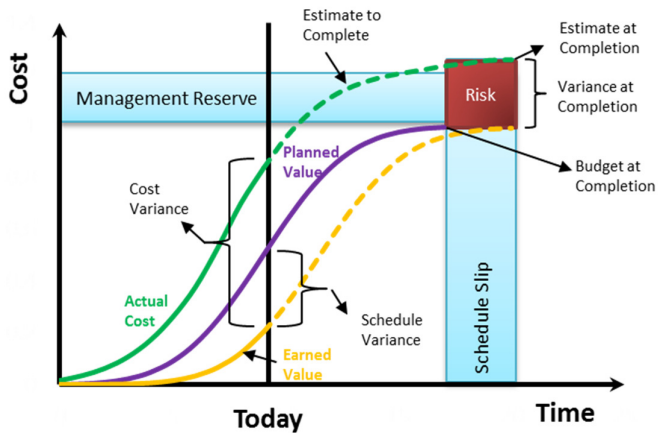 Cost
Estimate to
Complete
Estimate at
Completion
Management Reserve
Risk
Variance at
Completion
Planned
Value
Budget at
Completion
Cost
Variance
Actual
Cost
Schedule
Variance
Earned
Value
Schedule Slip
Today
Time